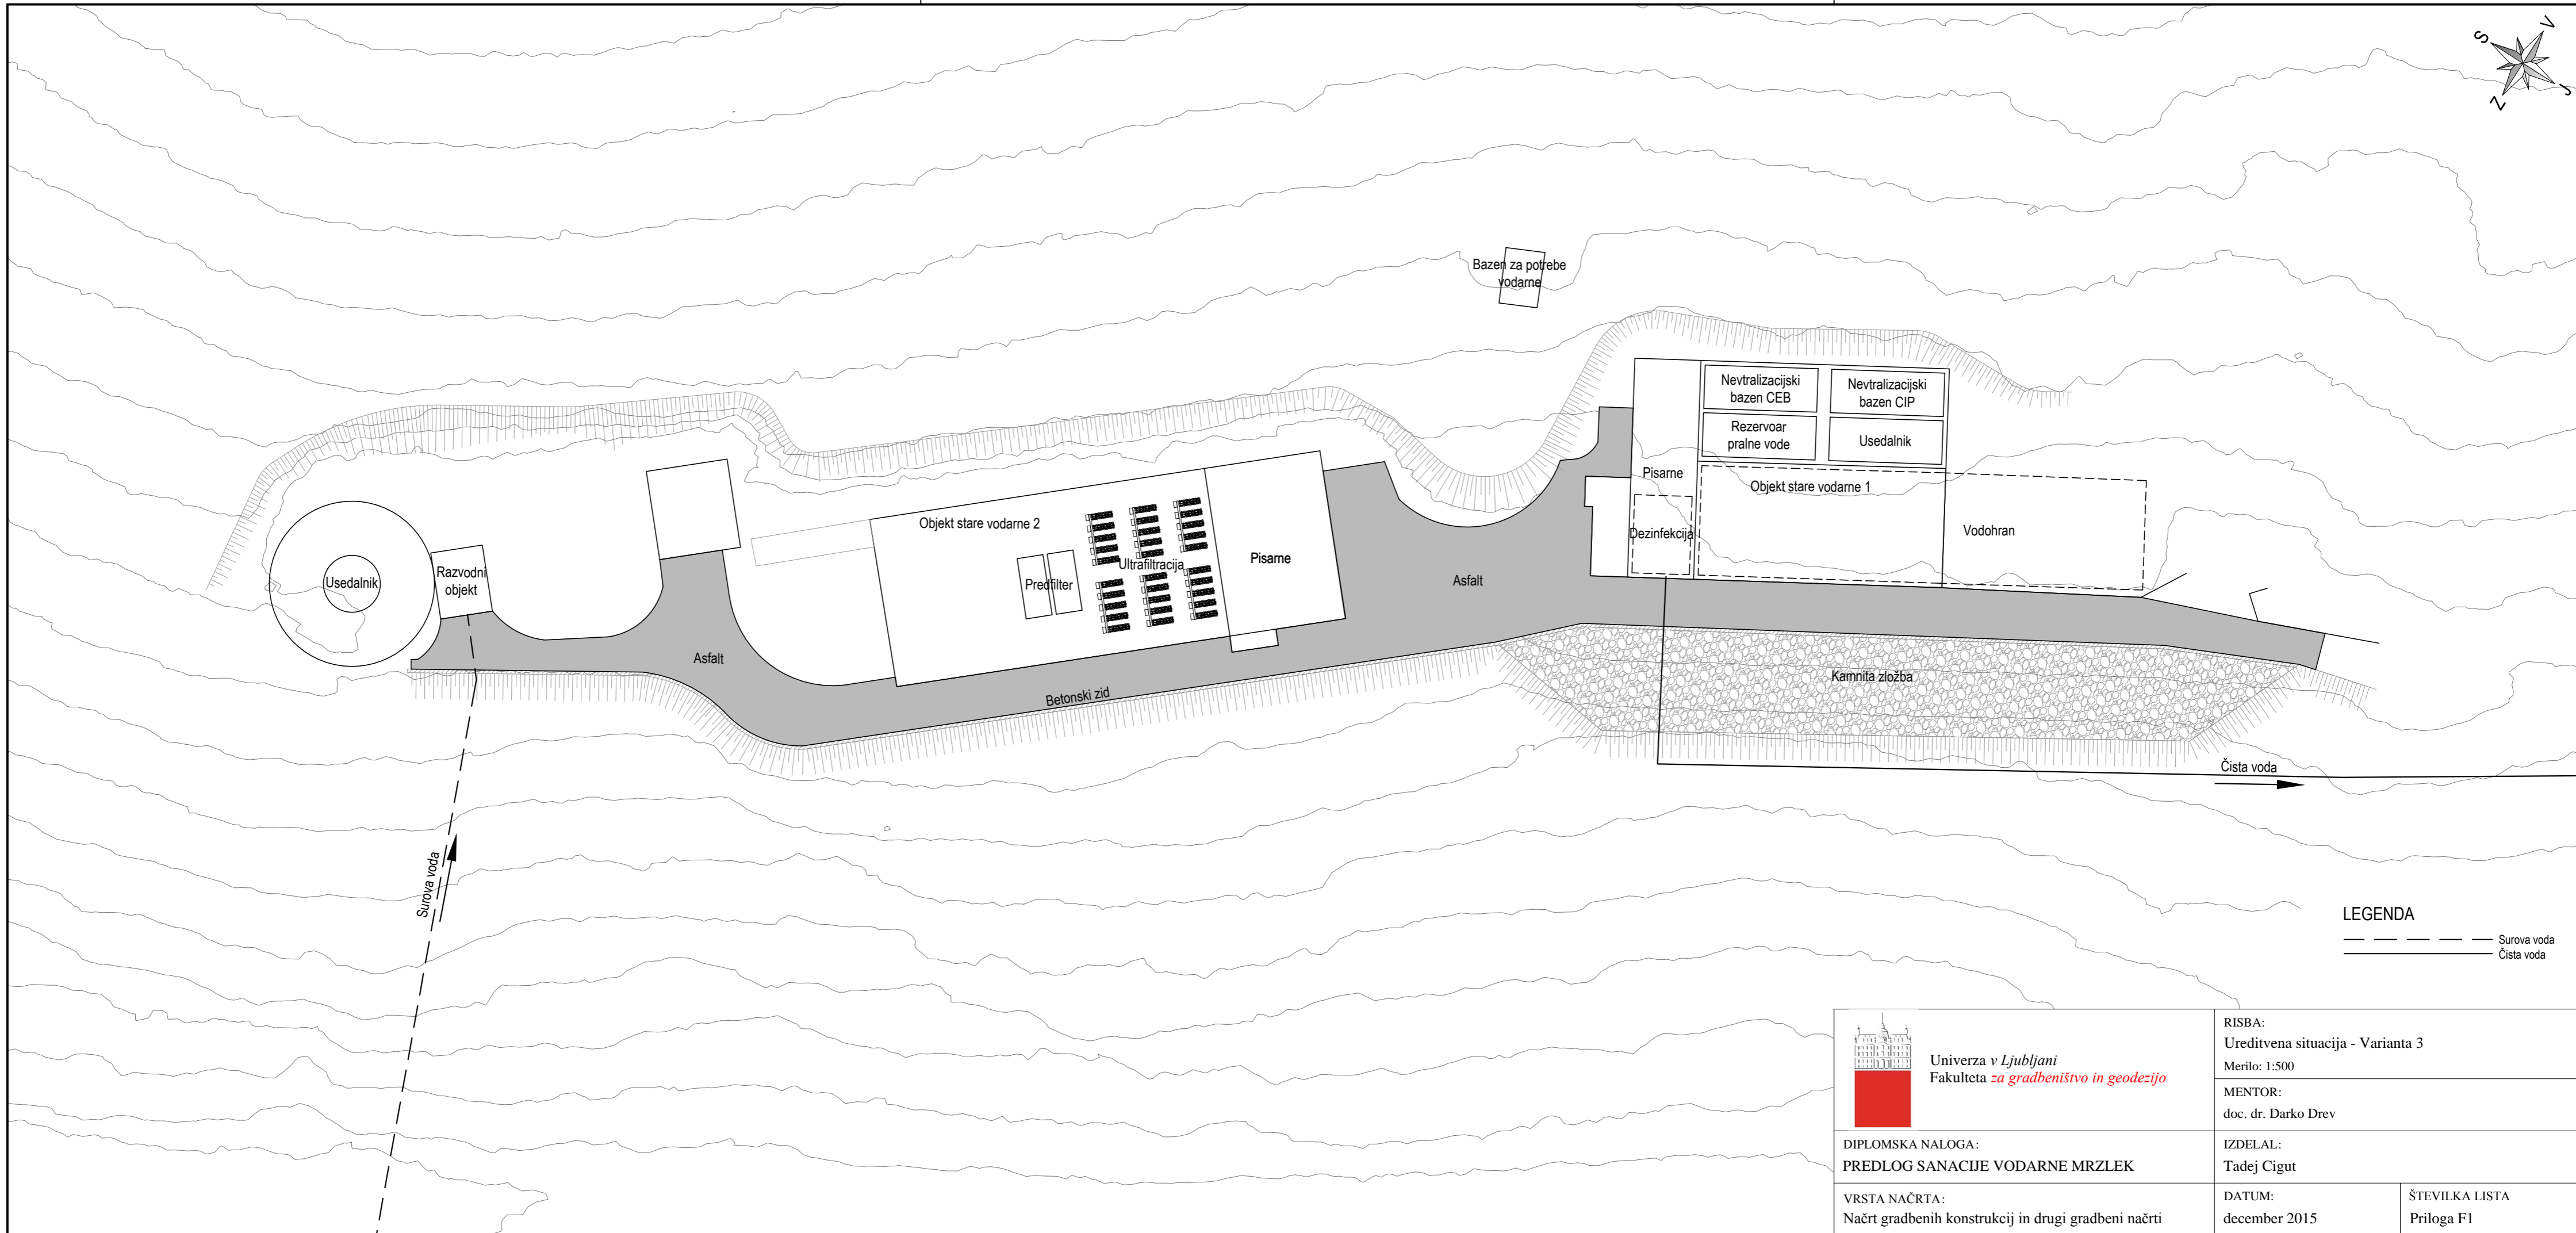 S
V
Z
J
Bazen za potrebe
vodarne
Nevtralizacijski
bazen CEB
Nevtralizacijski
bazen CIP
Rezervoar
pralne vode
Usedalnik
Pisarne
Objekt stare vodarne 1
Dezinfekcija
Vodohran
Objekt stare vodarne 2
Predfilter
Ultrafiltracija
Pisarne
Asfalt
Usedalnik
Razvodni
objekt
Asfalt
Betonski zid
Kamnita zložba
Čista voda
Surova voda
LEGENDA
Surova voda
Čista voda
Univerza v Ljubljani
Fakulteta za gradbeništvo in geodezijo
RISBA:
Ureditvena situacija - Varianta 3
Merilo: 1:500
MENTOR:
doc. dr. Darko Drev
DIPLOMSKA NALOGA:
PREDLOG SANACIJE VODARNE MRZLEK
IZDELAL:
Tadej Cigut
VRSTA NAČRTA:
Načrt gradbenih konstrukcij in drugi gradbeni načrti
DATUM:
december 2015
ŠTEVILKA LISTA
Priloga F1